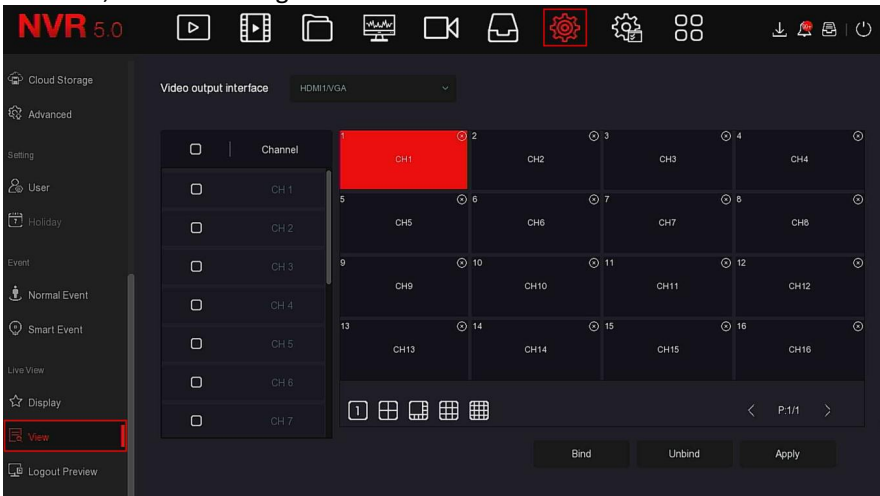 NVR 5.0
Cloud Storage
Advanced
Setting
User
Holiday
Event
Normal Event
Smart Event
Live View
Display
View
Logout Preview
Video output interface HDMI1/VGA
Channel
CH 1
CH 2
CH 3
CH 4
CH 5
CH 6
CH 7
1 2 3 4
CH1 CH2 CH3 CH4
5 6 7 8
CH5 CH6 CH7 CH8
9 10 11 12
CH9 CH10 CH11 CH12
13 14 15 16
CH13 CH14 CH15 CH16
1 P:1/1
Bind Unbind Apply